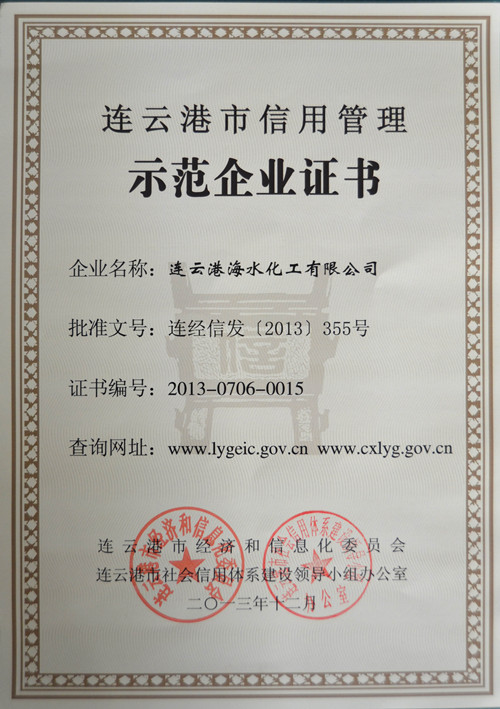 连云港市信用管理
示范企业证书
企业名称：连云港海水化工有限公司
批准文号：连经信发〔2013〕355号
证书编号：2013-0706-0015
查询网址：www.lygeic.gov.cn www.cxlyg.gov.cn
连云港市经济和信息化委员会
连云港市社会信用体系建设领导小组办公室
二〇一三年十二月